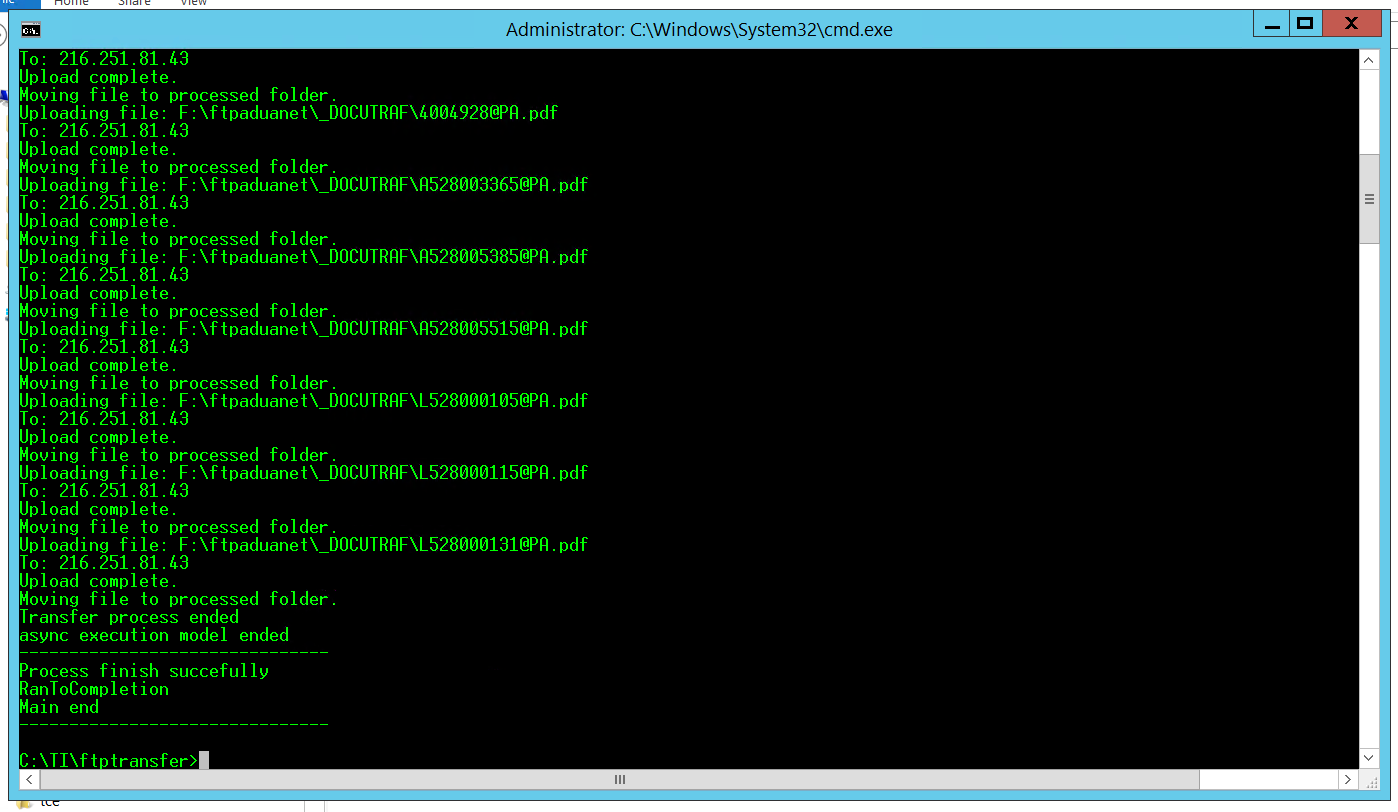 Home Share View
Administrator: C:\Windows\System32\cmd.exe
To: 216.251.81.43
Upload complete.
Moving file to processed folder.
Uploading file: F:\ftpaduanet\_DOCUTRAF\4004928@PA.pdf
To: 216.251.81.43
Upload complete.
Moving file to processed folder.
Uploading file: F:\ftpaduanet\_DOCUTRAF\A528003365@PA.pdf
To: 216.251.81.43
Upload complete.
Moving file to processed folder.
Uploading file: F:\ftpaduanet\_DOCUTRAF\A528005385@PA.pdf
To: 216.251.81.43
Upload complete.
Moving file to processed folder.
Uploading file: F:\ftpaduanet\_DOCUTRAF\A528005515@PA.pdf
To: 216.251.81.43
Upload complete.
Moving file to processed folder.
Uploading file: F:\ftpaduanet\_DOCUTRAF\L528000105@PA.pdf
To: 216.251.81.43
Upload complete.
Moving file to processed folder.
Uploading file: F:\ftpaduanet\_DOCUTRAF\L528000115@PA.pdf
To: 216.251.81.43
Upload complete.
Moving file to processed folder.
Uploading file: F:\ftpaduanet\_DOCUTRAF\L528000131@PA.pdf
To: 216.251.81.43
Upload complete.
Moving file to processed folder.
Transfer process ended
async execution model ended
-------------------------------
Process finish succefully
RanToCompletion
Main end
-------------------------------
C:\TI\ftptransfer>